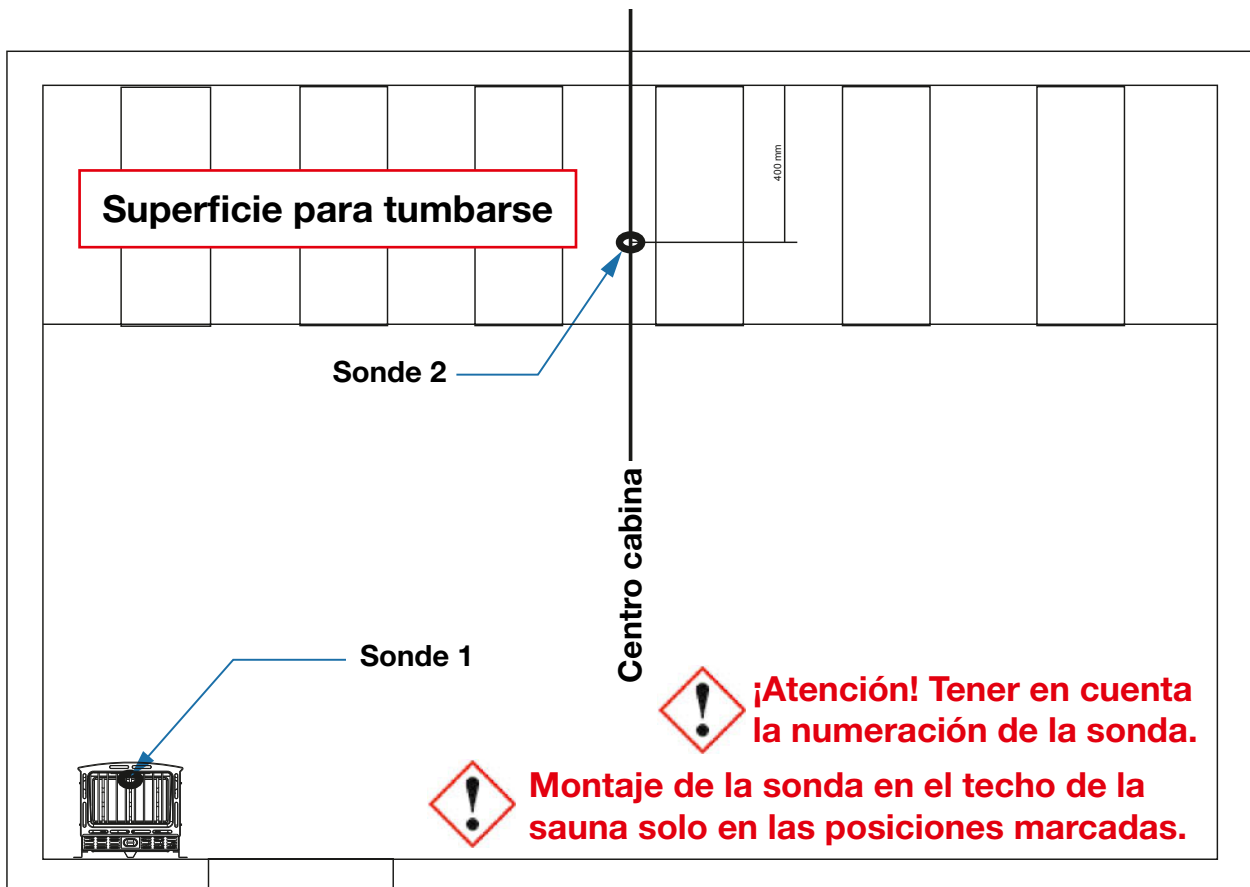 400 mm
Superficie para tumbarse
Sonde 2
Centro cabina
Sonde 1
¡Atención! Tener en cuenta
la numeración de la sonda.
Montaje de la sonda en el techo de la
sauna solo en las posiciones marcadas.